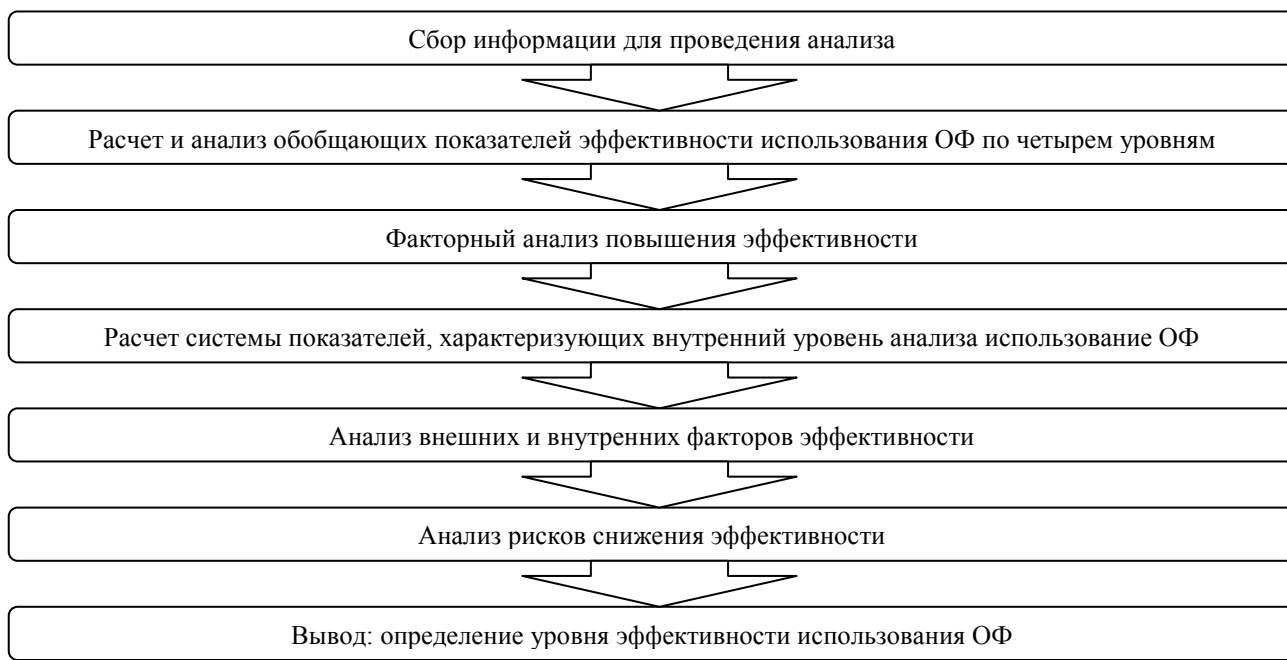 Сбор информации для проведения анализа
Расчет и анализ обобщающих показателей эффективности использования ОФ по четырем уровням
Факторный анализ повышения эффективности
Расчет системы показателей, характеризующих внутренний уровень анализа использование ОФ
Анализ внешних и внутренних факторов эффективности
Анализ рисков снижения эффективности
Вывод: определение уровня эффективности использования ОФ